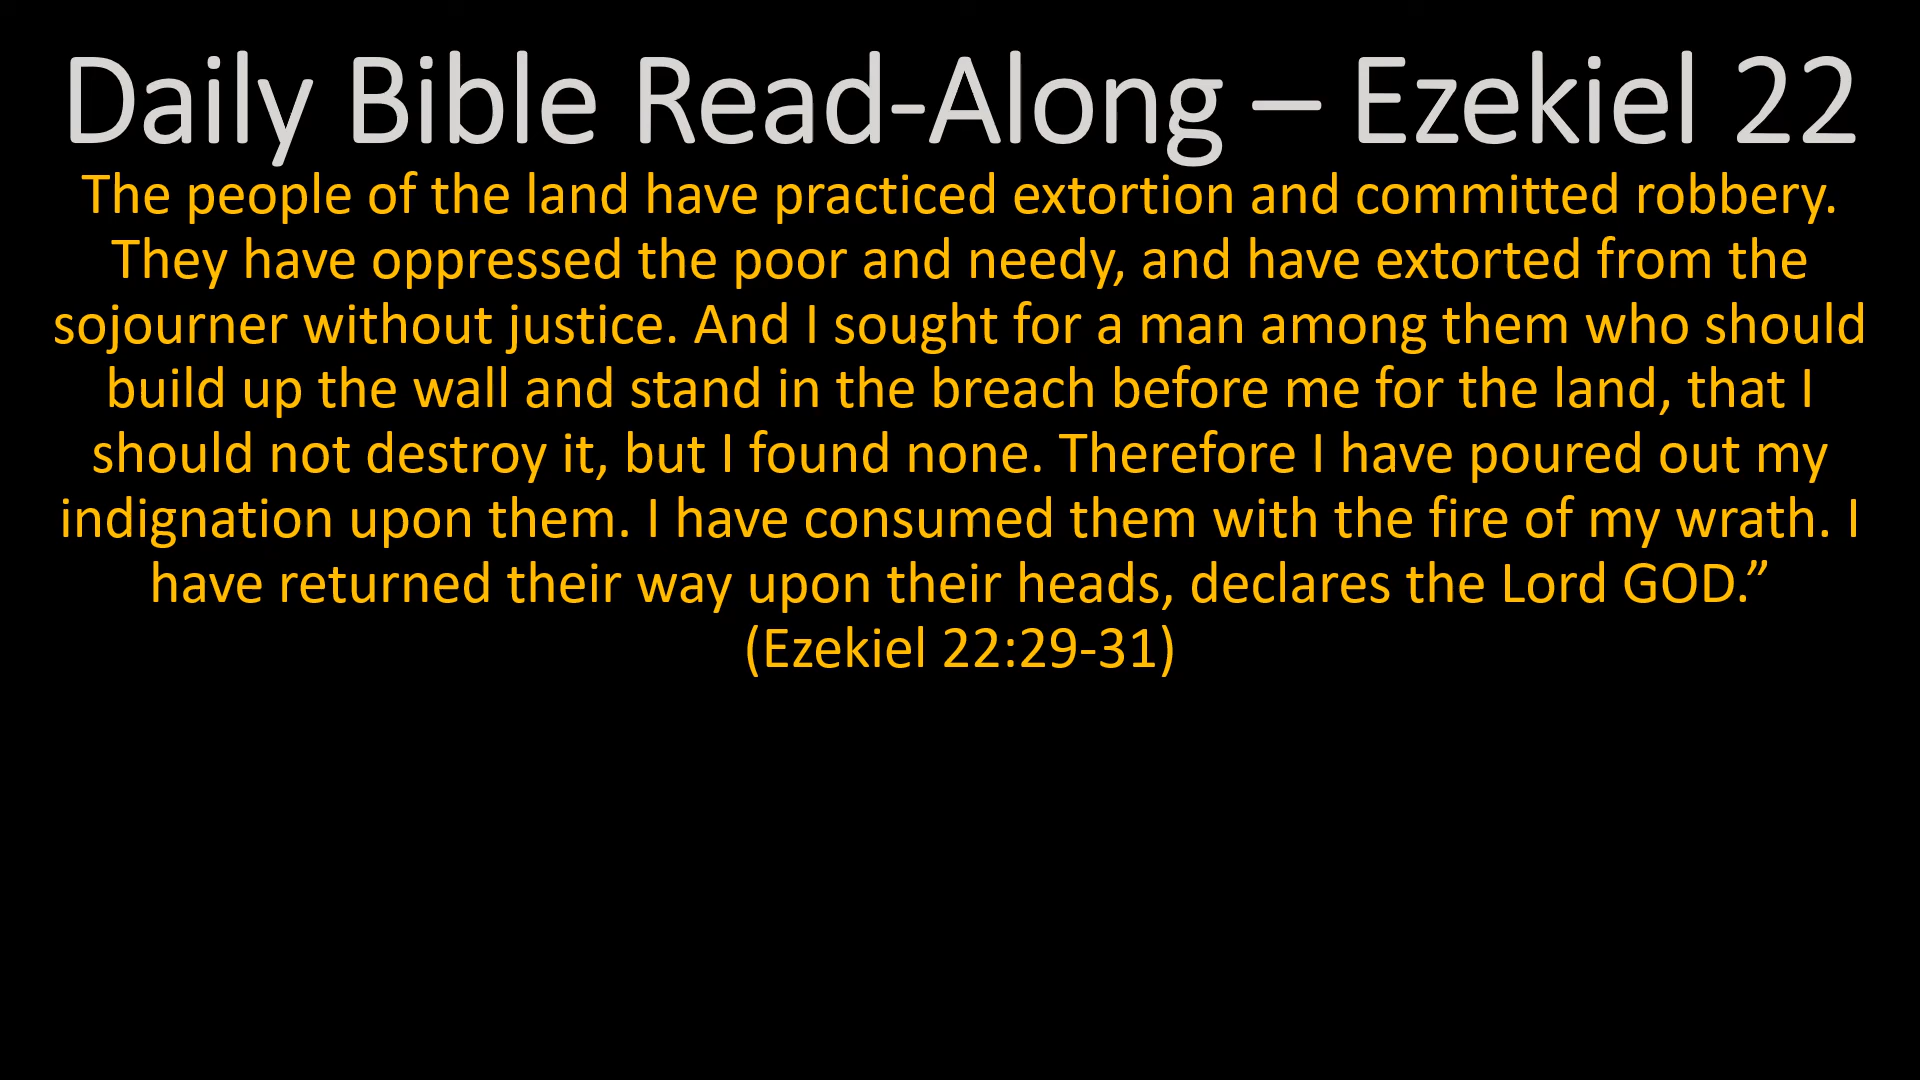 Daily Bible Read-Along – Ezekiel 22
The people of the land have practiced extortion and committed robbery.
They have oppressed the poor and needy, and have extorted from the
sojourner without justice. And I sought for a man among them who should
build up the wall and stand in the breach before me for the land, that I
should not destroy it, but I found none. Therefore I have poured out my
indignation upon them. I have consumed them with the fire of my wrath. I
have returned their way upon their heads, declares the Lord GOD.”
(Ezekiel 22:29-31)